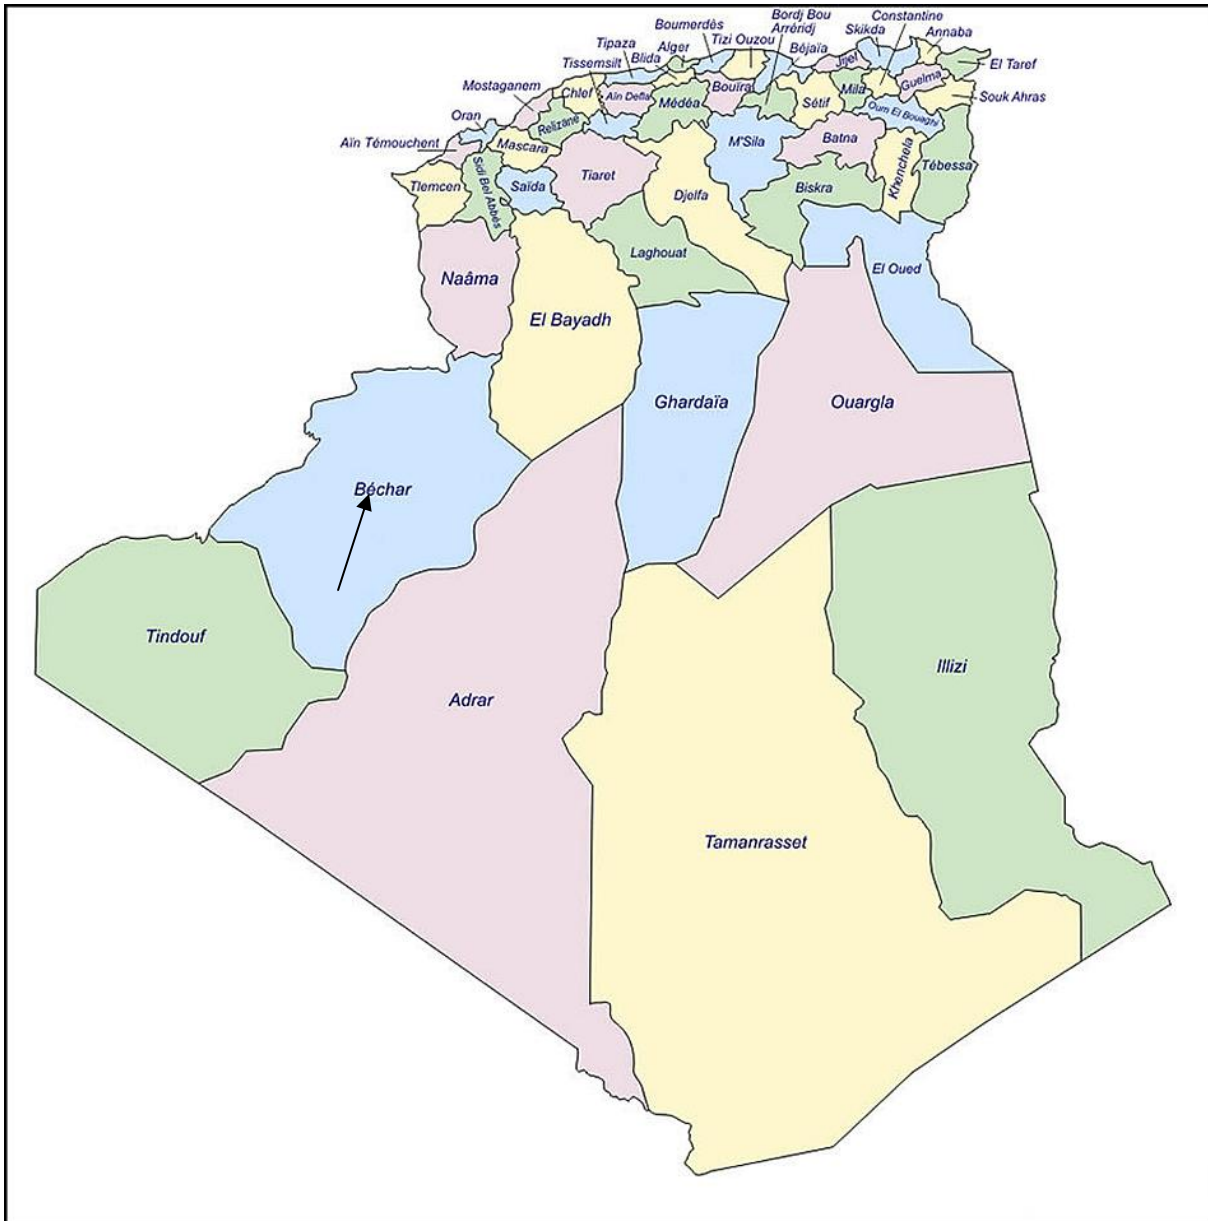 Bordj Bou
Arréridj
Constantine
Boumerdès
Skikda
Annaba
Tizi Ouzou
Tipaza
Alger
Béjaïa
Blida
Tissemsilt
Jijel
El Taref
Mostaganem
Chlef
Aïn Defla
Bouïra
Mila
Guelma
Médéa
Sétif
Souk Ahras
Oum El Bouaghi
Oran
Relizane
M'Sila
Batna
Aïn Témouchent
Mascara
Khenchela
Tébessa
Tlemcen
Sidi Bel Abbès
Saïda
Tiaret
Djelfa
Biskra
Laghouat
El Oued
Naâma
El Bayadh
Ghardaïa
Ouargla
Béchar
Tindouf
Illizi
Adrar
Tamanrasset